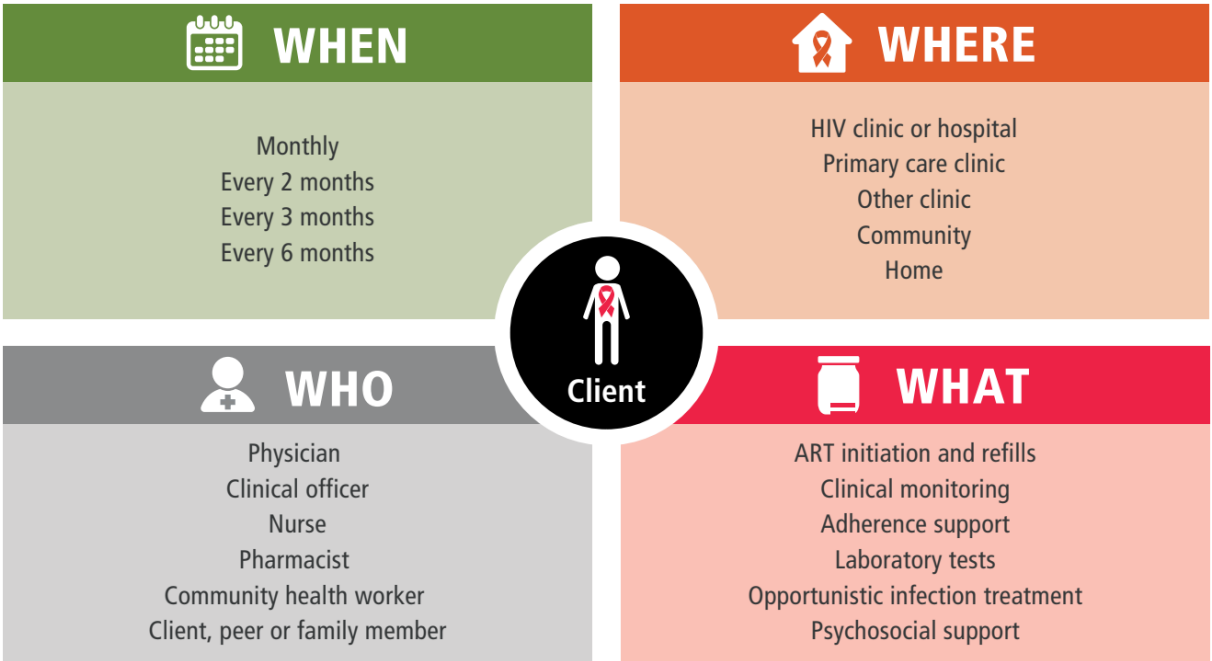 WHEN
Monthly
Every 2 months
Every 3 months
Every 6 months
WHERE
HIV clinic or hospital
Primary care clinic
Other clinic
Community
Home
Client
WHO
Physician
Clinical officer
Nurse
Pharmacist
Community health worker
Client, peer or family member
WHAT
ART initiation and refills
Clinical monitoring
Adherence support
Laboratory tests
Opportunistic infection treatment
Psychosocial support